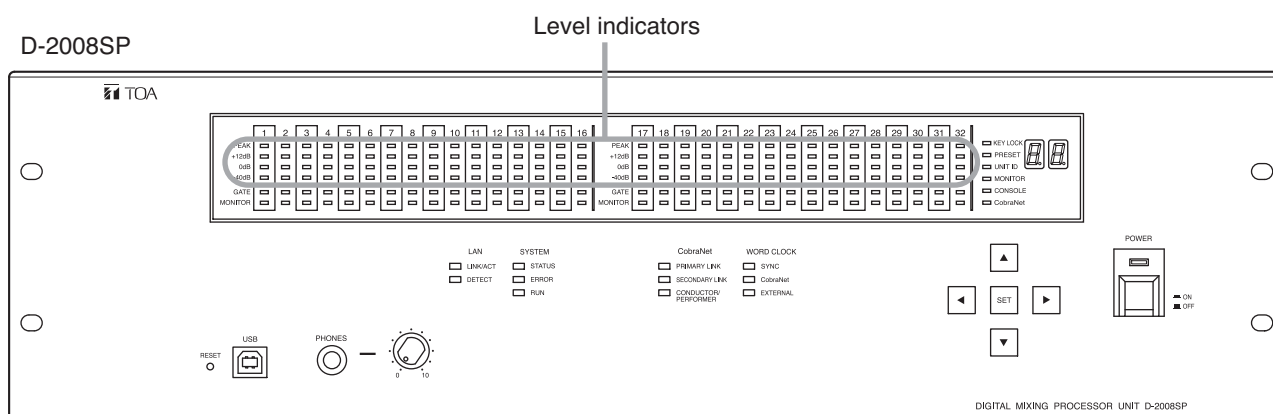 Level indicators
D-2008SP
TOA
1 2 3 4 5 6 7 8 9 10 11 12 13 14 15 16 17 18 19 20 21 22 23 24 25 26 27 28 29 30 31 32
PEAK PEAK KEY LOCK
+12dB +12dB PRESET
0dB 0dB UNIT ID
-40dB -40dB MONITOR
GATE GATE CONSOLE
MONITOR MONITOR CobraNet
88
LAN SYSTEM CobraNet WORD CLOCK POWER
LINK/ACT STATUS PRIMARY LINK SYNC
DETECT ERROR SECONDARY LINK CobraNet
RUN CONDUCTOR/ EXTERNAL
PERFORMER
SET
ON
OFF
USB PHONES
RESET
0 10
DIGITAL MIXING PROCESSOR UNIT D-2008SP